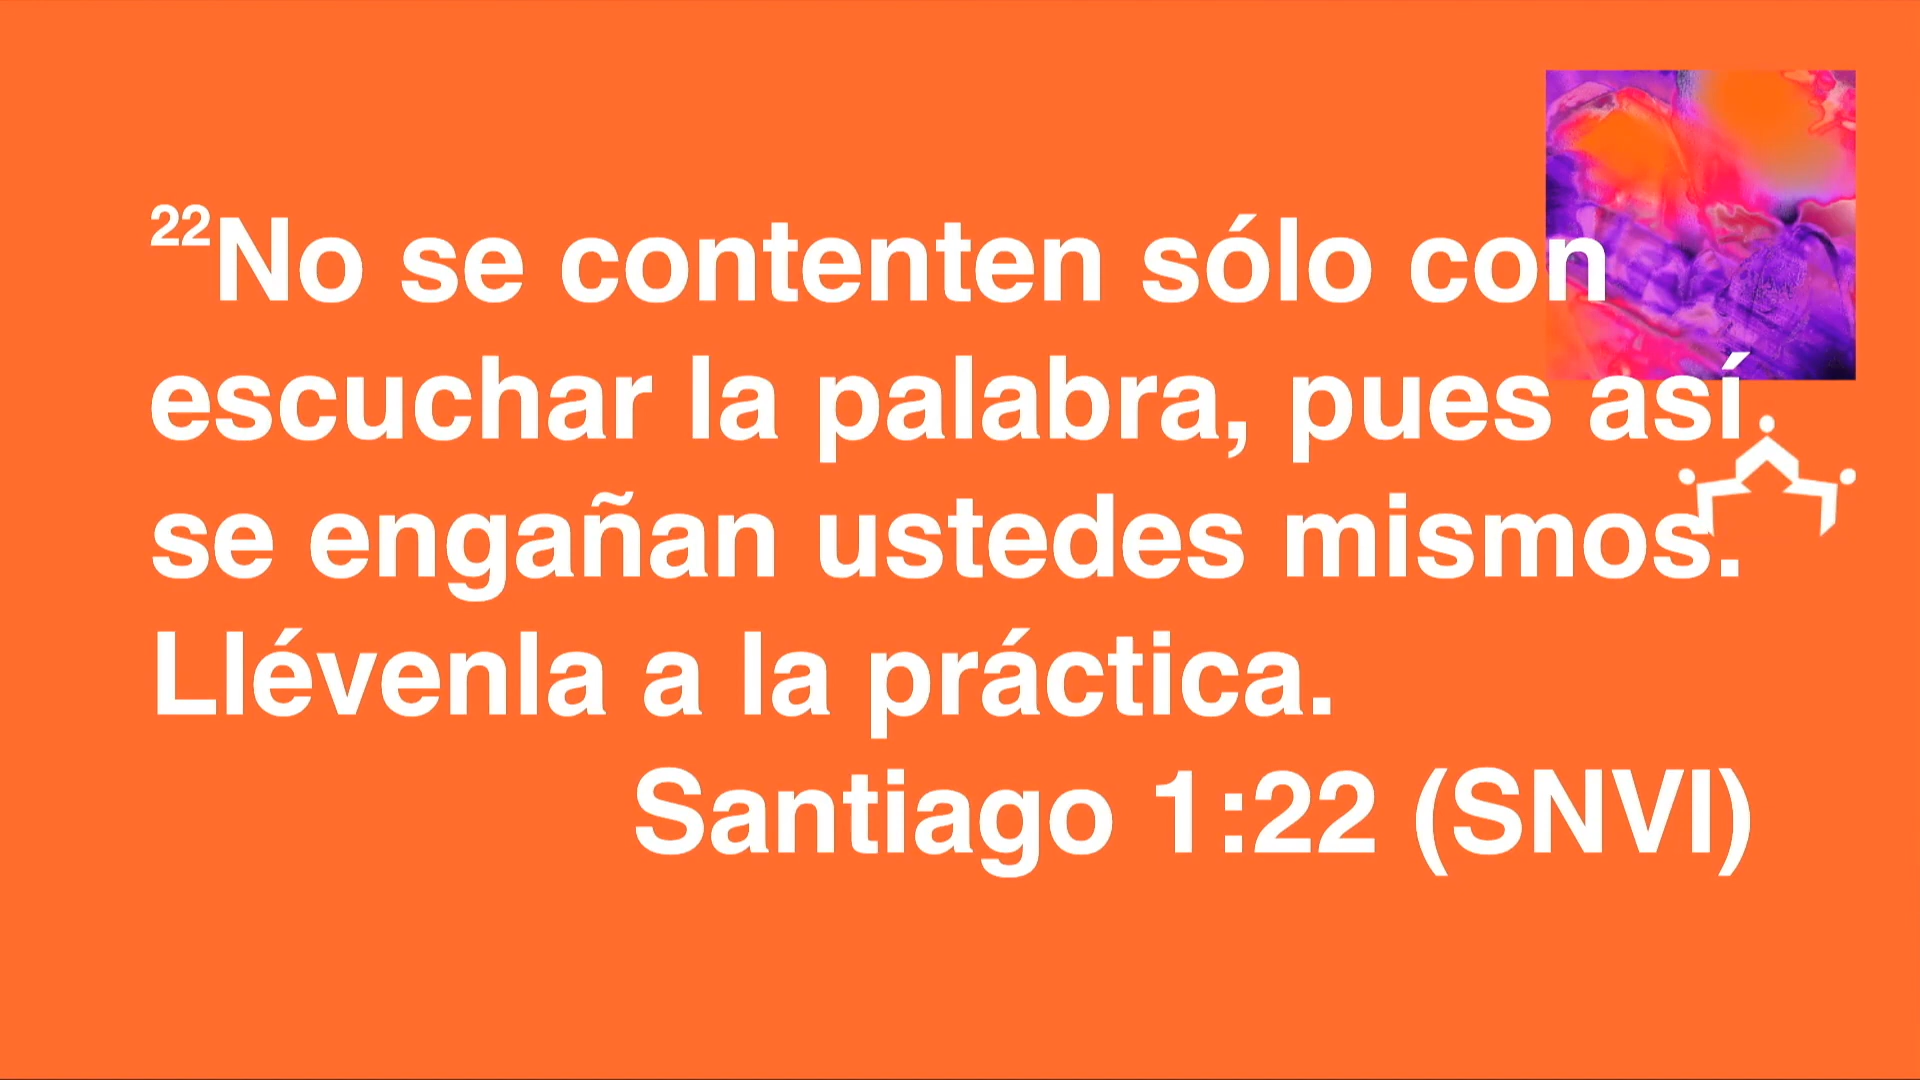 22No se contenten sólo con
escuchar la palabra, pues así
se engañan ustedes mismos.
Llévenla a la práctica.
Santiago 1:22 (SNVI)